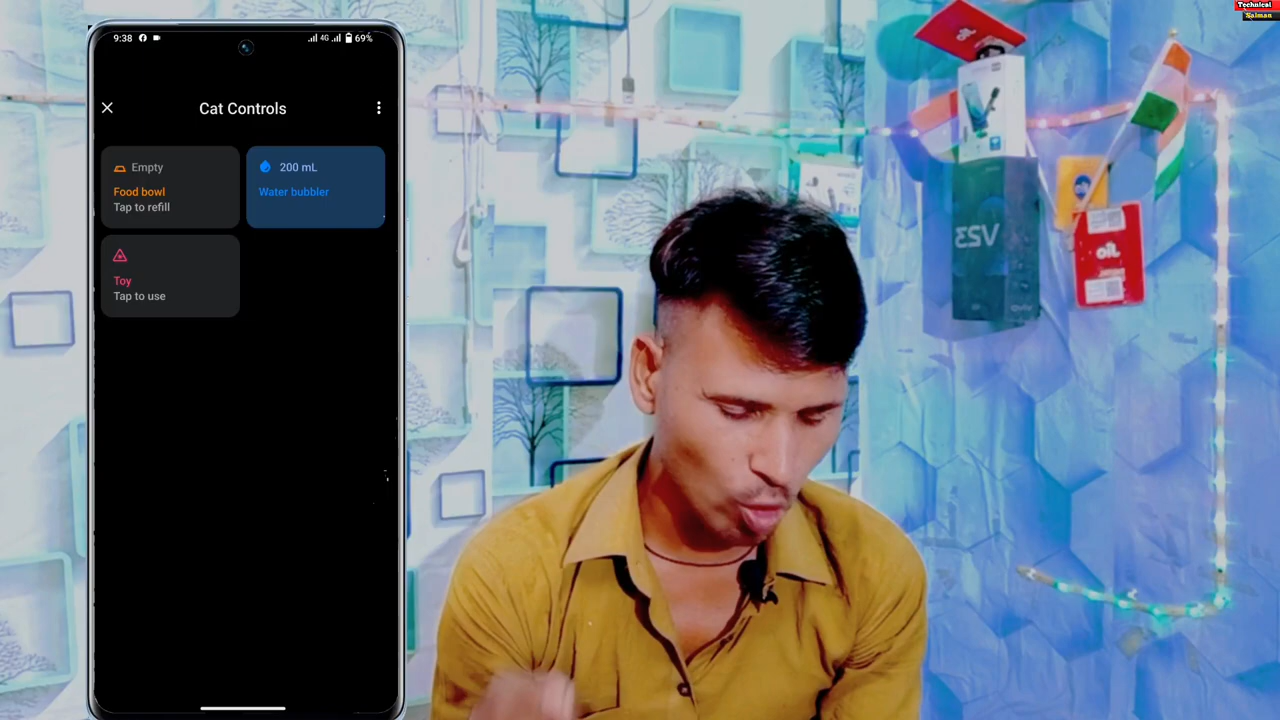 9:38
4G
69%
Cat Controls
Empty
Food bowl
Tap to refill
200 mL
Water bubbler
Toy
Tap to use
Technical
Salman